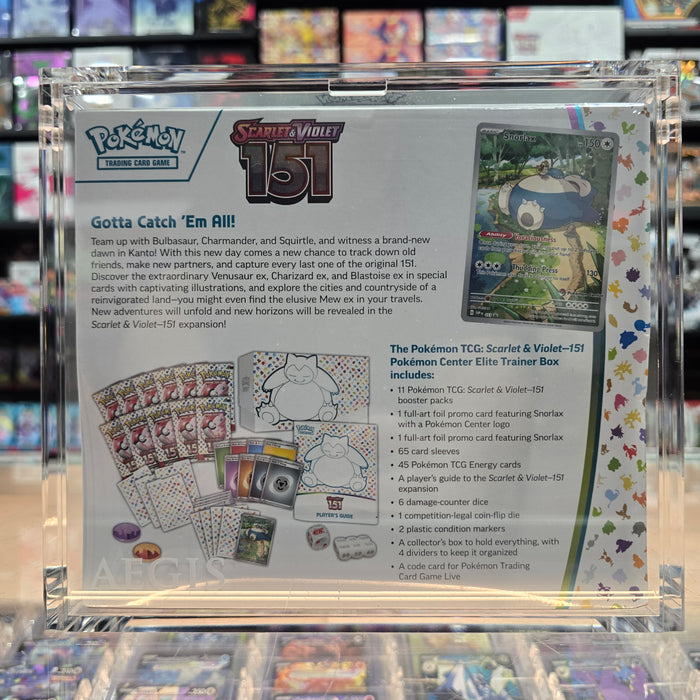 Pokémon
TRADING CARD GAME
SCARLET & VIOLET
151
Snorlax
150
Ability
Voraciousness
Thudding Press
130
Gotta Catch 'Em All!
Team up with Bulbasaur, Charmander, and Squirtle, and witness a brand-new
dawn in Kanto! With this new day comes a new chance to track down old
friends, make new partners, and capture every last one of the original 151.
Discover the extraordinary Venusaur ex, Charizard ex, and Blastoise ex in special
cards with captivating illustrations, and explore the cities and countryside of a
reinvigorated land—you might even find the elusive Mew ex in your travels.
New adventures will unfold and new horizons will be revealed in the
Scarlet & Violet–151 expansion!
The Pokémon TCG: Scarlet & Violet–151
Pokémon Center Elite Trainer Box
includes:
• 11 Pokémon TCG: Scarlet & Violet–151
booster packs
• 1 full-art foil promo card featuring Snorlax
with a Pokémon Center logo
• 1 full-art foil promo card featuring Snorlax
• 65 card sleeves
• 45 Pokémon TCG Energy cards
• A player's guide to the Scarlet & Violet–151
expansion
• 6 damage-counter dice
• 1 competition-legal coin-flip die
• 2 plastic condition markers
• A collector's box to hold everything, with
4 dividers to keep it organized
• A code card for Pokémon Trading
Card Game Live
151
PLAYER'S GUIDE
AEGIS